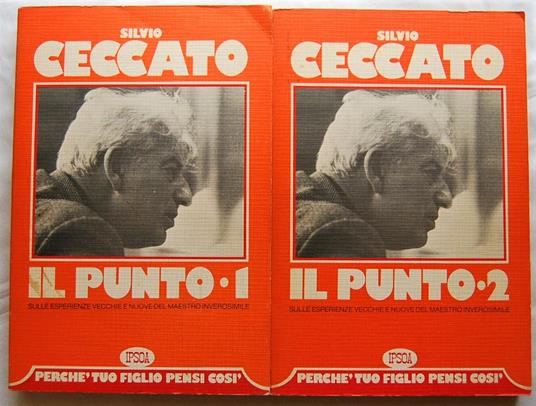 SILVIO
CECCATO
IL PUNTO·1
SULLE ESPERIENZE VECCHIE E NUOVE DEL MAESTRO INVEROSIMILE
IPSOA
PERCHE' TUO FIGLIO PENSI COSI'
SILVIO
CECCATO
IL PUNTO·2
SULLE ESPERIENZE VECCHIE E NUOVE DEL MAESTRO INVEROSIMILE
IPSOA
PERCHE' TUO FIGLIO PENSI COSI'